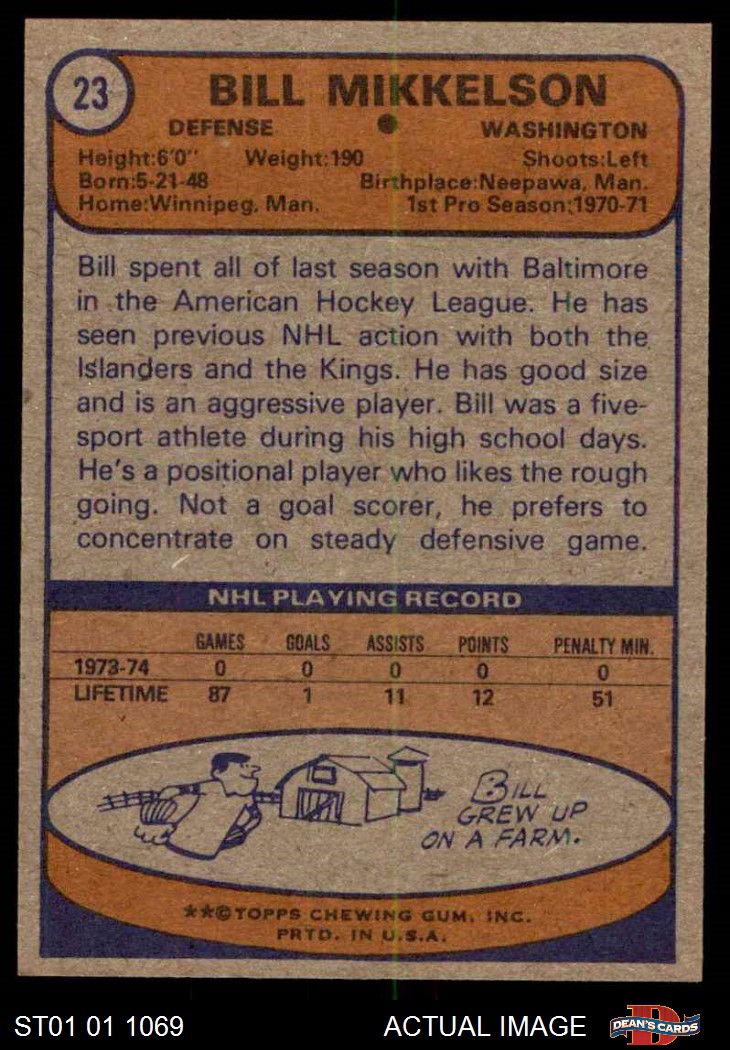 23
BILL MIKKELSON
DEFENSE WASHINGTON
Height:6'0" Weight:190 Shoots:Left
Born:5-21-48 Birthplace:Neepawa, Man.
Home:Winnipeg, Man. 1st Pro Season:1970-71
Bill spent all of last season with Baltimore
in the American Hockey League. He has
seen previous NHL action with both the
Islanders and the Kings. He has good size
and is an aggressive player. Bill was a five-
sport athlete during his high school days.
He's a positional player who likes the rough
going. Not a goal scorer, he prefers to
concentrate on steady defensive game.
NHL PLAYING RECORD
GAMES GOALS ASSISTS POINTS PENALTY MIN.
1973-74 0 0 0 0 0
LIFETIME 87 1 11 12 51
BILL
GREW UP
ON A FARM.
**©TOPPS CHEWING GUM, INC.
PRTD. IN U.S.A.
ST01 01 1069 ACTUAL IMAGE
D
DEAN'S CARDS